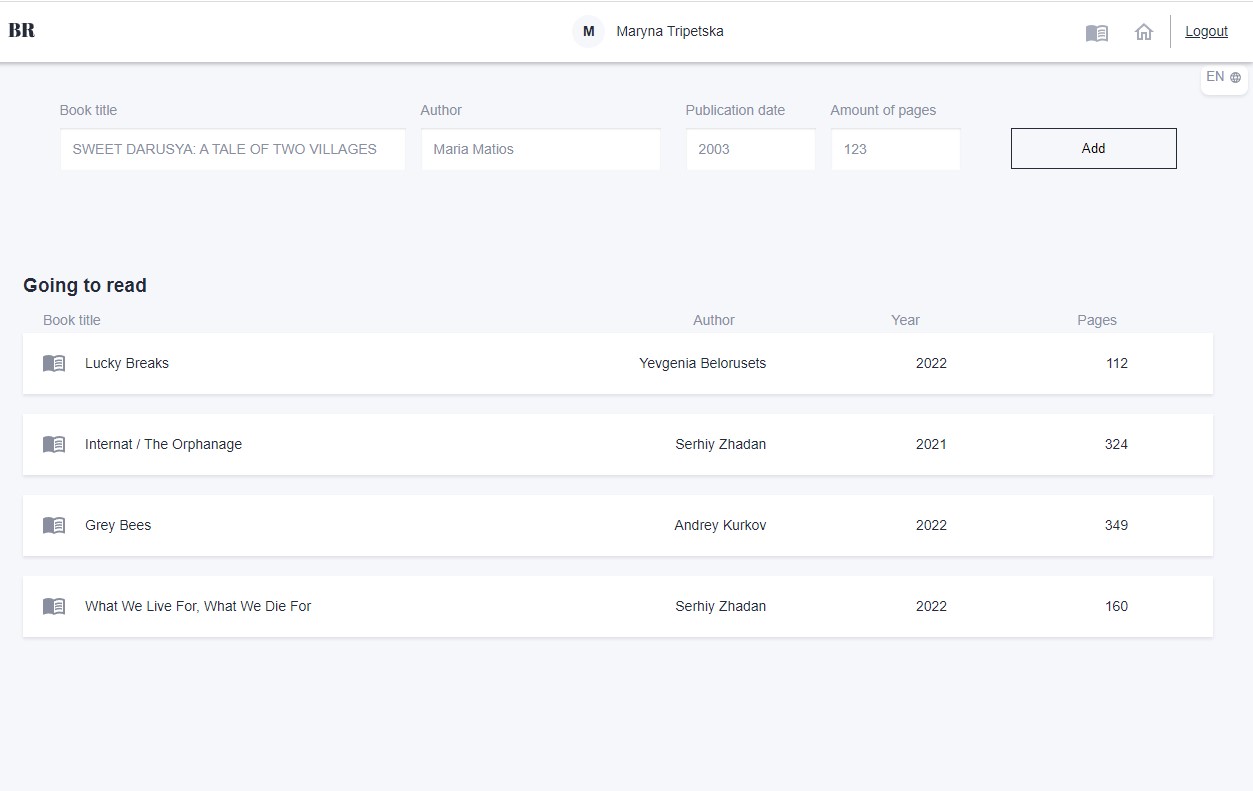 BR
M Maryna Tripetska
Logout
EN
Book title Author Publication date Amount of pages
SWEET DARUSYA: A TALE OF TWO VILLAGES Maria Matios 2003 123 Add
Going to read
Book title Author Year Pages
Lucky Breaks Yevgenia Belorusets 2022 112
Internat / The Orphanage Serhiy Zhadan 2021 324
Grey Bees Andrey Kurkov 2022 349
What We Live For, What We Die For Serhiy Zhadan 2022 160